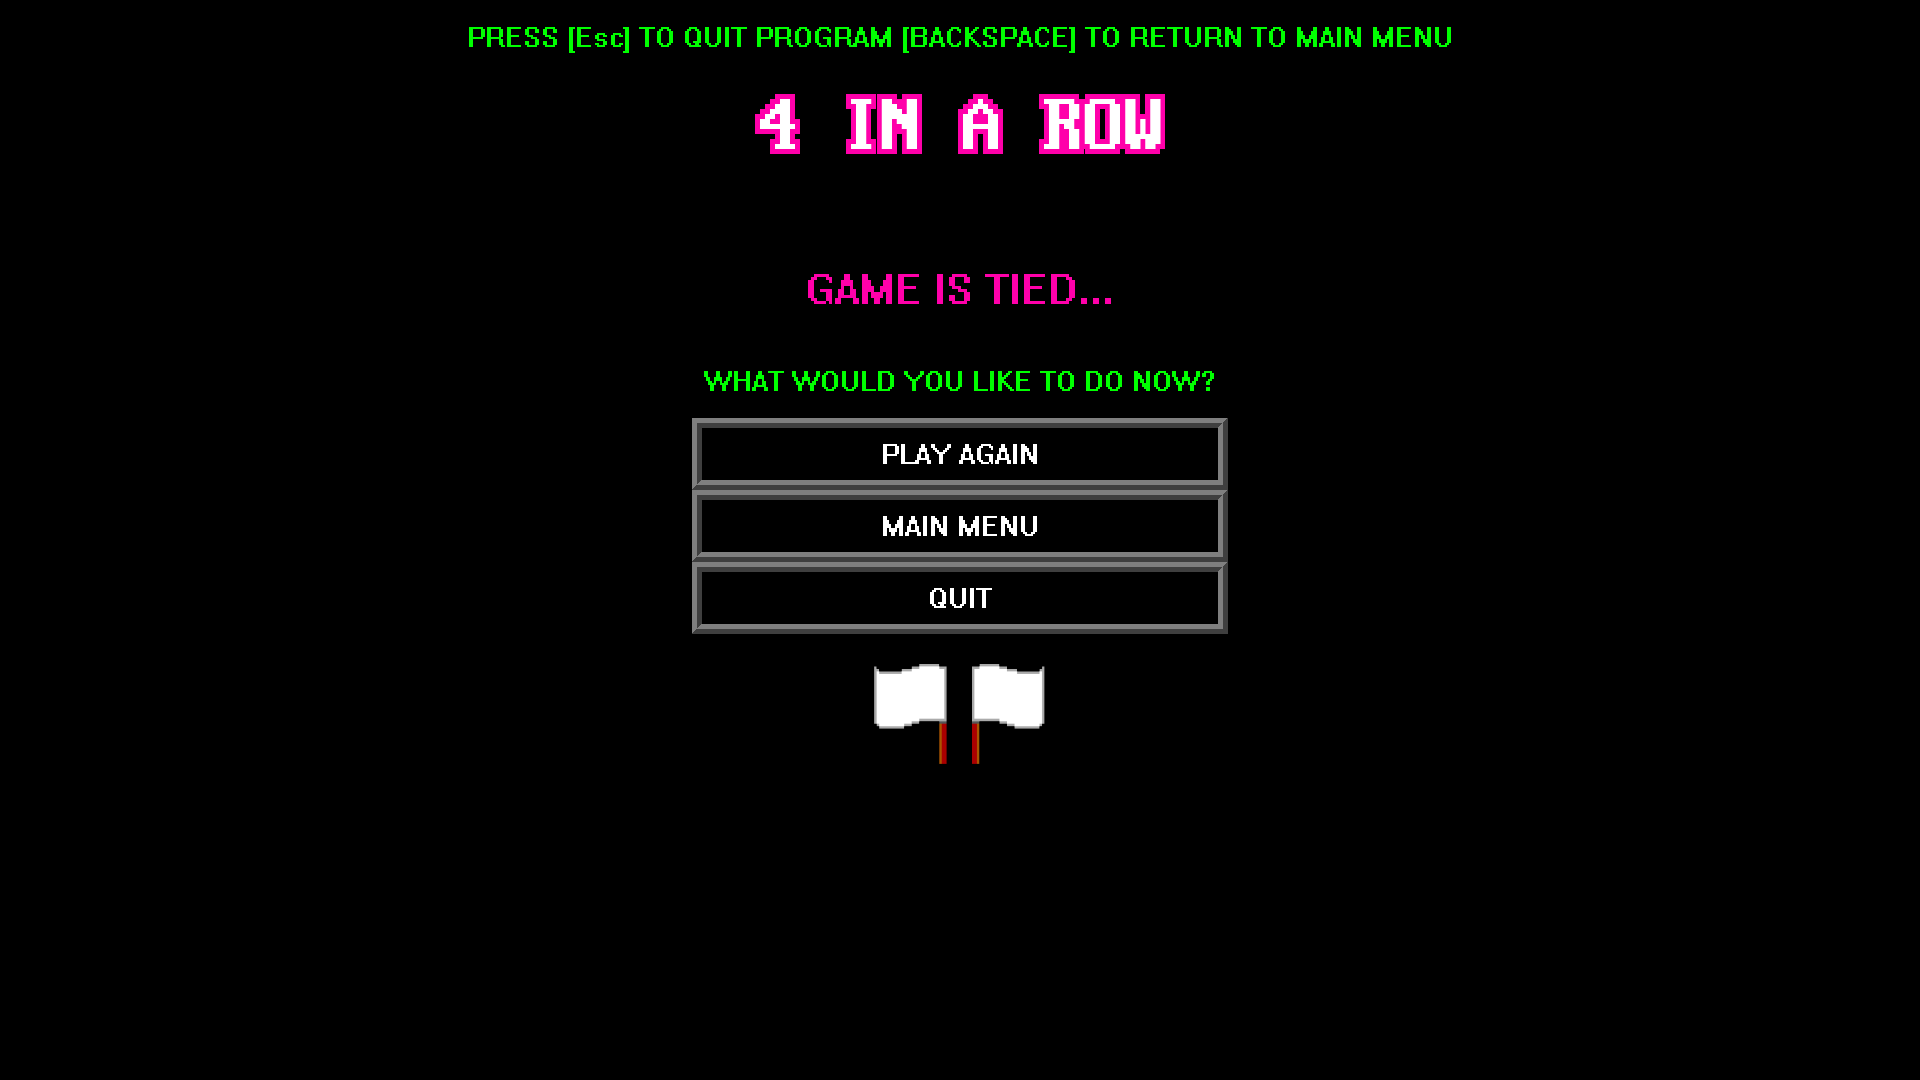 PRESS [Esc] TO QUIT PROGRAM [BACKSPACE] TO RETURN TO MAIN MENU
4 IN A ROW
GAME IS TIED...
WHAT WOULD YOU LIKE TO DO NOW?
PLAY AGAIN
MAIN MENU
QUIT